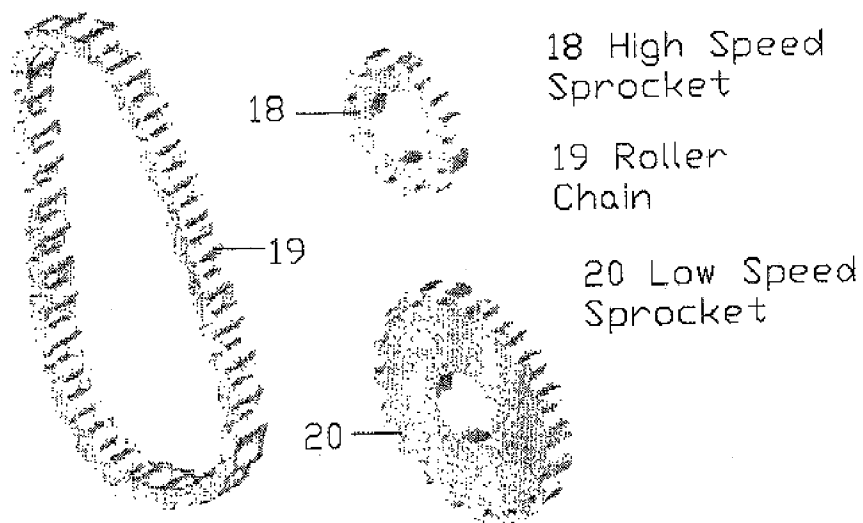 18 High Speed
Sprocket
18
19 Roller
Chain
19
20 Low Speed
Sprocket
20